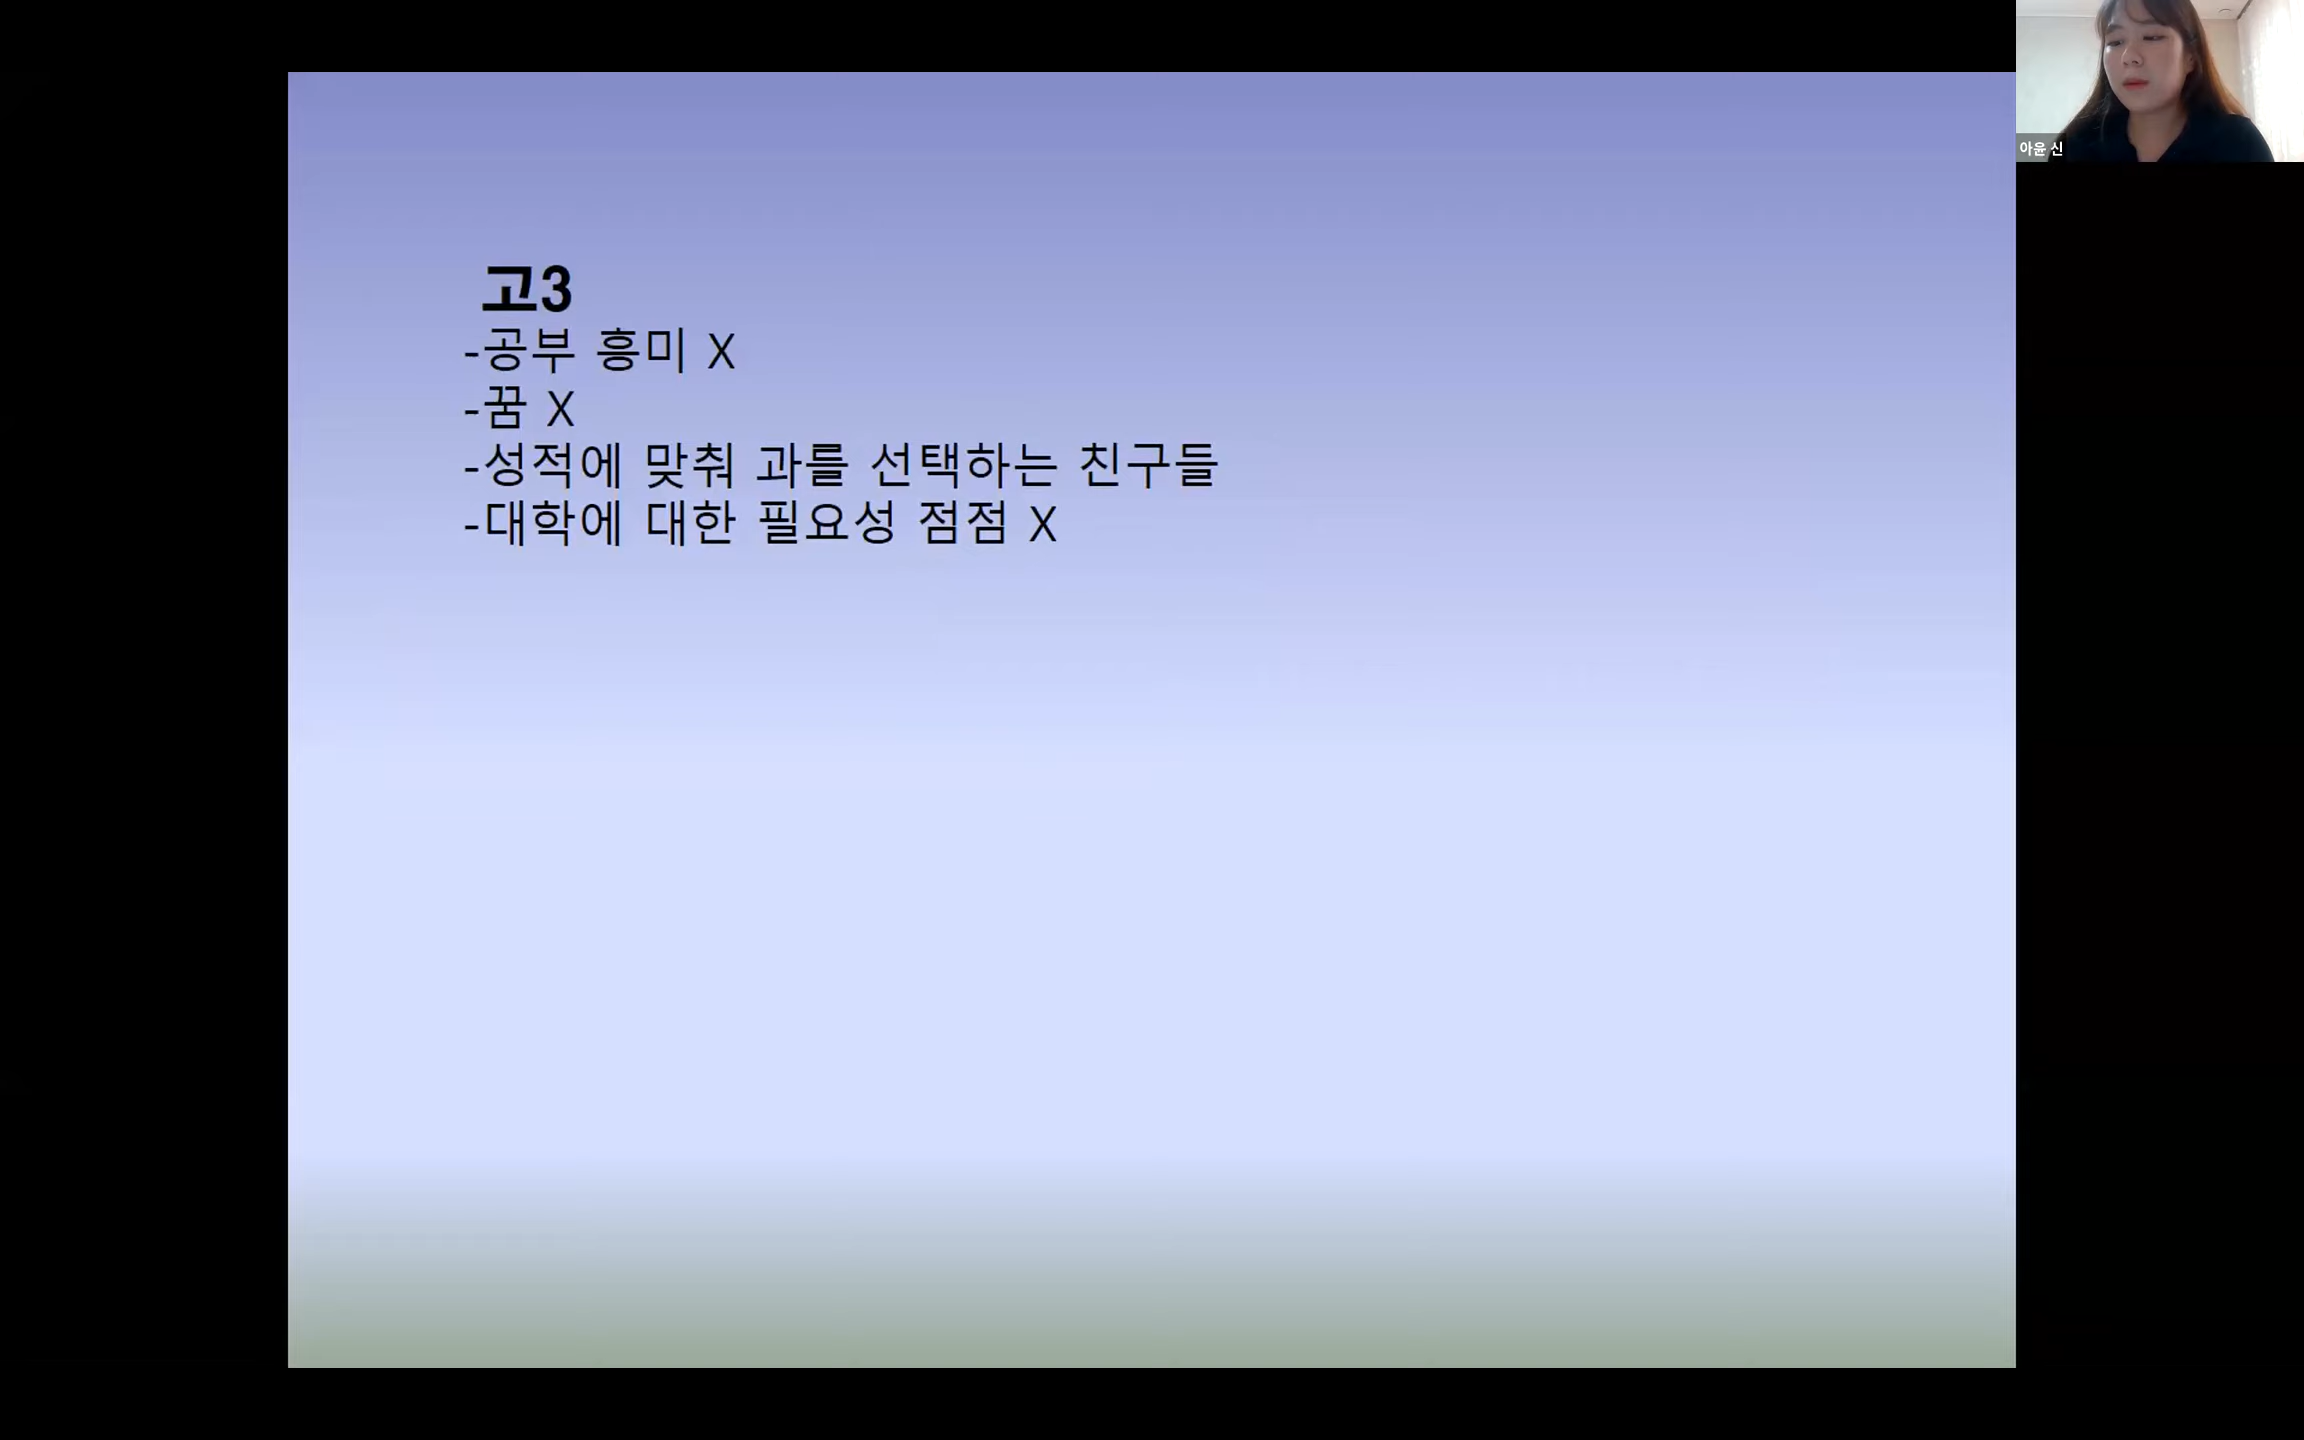 고3
-공부 흥미 X
-꿈 X
-성적에 맞춰 과를 선택하는 친구들
-대학에 대한 필요성 점점 X
아윤 신